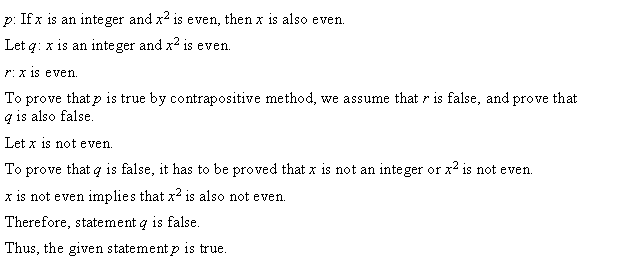 p: If x is an integer and x² is even, then x is also even.
Let q: x is an integer and x² is even.
r: x is even.
To prove that p is true by contrapositive method, we assume that r is false, and prove that
q is also false.
Let x is not even.
To prove that q is false, it has to be proved that x is not an integer or x² is not even.
x is not even implies that x² is also not even.
Therefore, statement q is false.
Thus, the given statement p is true.